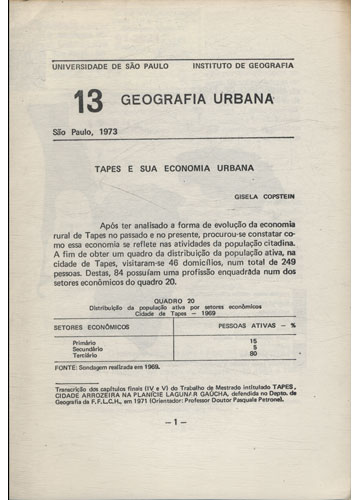 UNIVERSIDADE DE SÃO PAULO INSTITUTO DE GEOGRAFIA
13 GEOGRAFIA URBANA
São Paulo, 1973
TAPES E SUA ECONOMIA URBANA
GISELA COPSTEIN
Após ter analisado a forma de evolução da economia
rural de Tapes no passado e no presente, procurou-se constatar co-
mo essa economia se reflete nas atividades da população citadina.
A fim de obter um quadro da distribuição da população ativa, na
cidade de Tapes, visitaram-se 46 domicílios, num total de 249
pessoas. Destas, 84 possuíam uma profissão enquadrada num dos
setores econômicos do quadro 20.
QUADRO 20
Distribuição da população ativa por setores econômicos
Cidade de Tapes — 1969
SETORES ECONÔMICOS PESSOAS ATIVAS — %
Primário 15
Secundário 5
Terciário 80
FONTE: Sondagem realizada em 1969.
Transcrição dos capítulos finais (IV e V) do Trabalho de Mestrado intitulado TAPES,
CIDADE ARROZEIRA NA PLANÍCIE LAGUNAR GAÚCHA, defendida no Depto. de
Geografia da F.F.L.C.H., em 1971 (Orientador: Professor Doutor Pasquale Petrone).
— 1 —